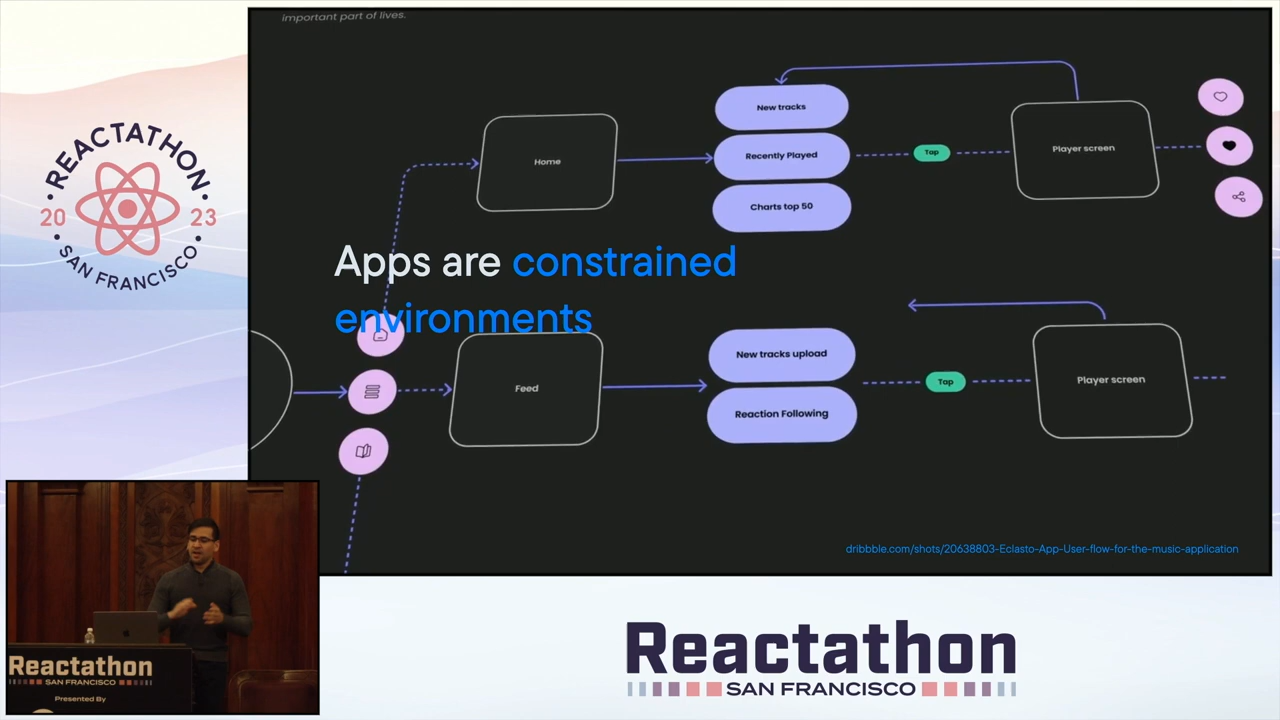 important part of lives.
REACTATHON
20 23
SAN FRANCISCO
New tracks
Home
Recently Played
Tap
Player screen
Charts top 50
Apps are constrained
environments
Feed
New tracks upload
Tap
Player screen
Reaction Following
dribbble.com/shots/20638803-Eclasto-App-User-flow-for-the-music-application
Reactathon
SAN FRANCISCO
Presented By
Reactathon
SAN FRANCISCO